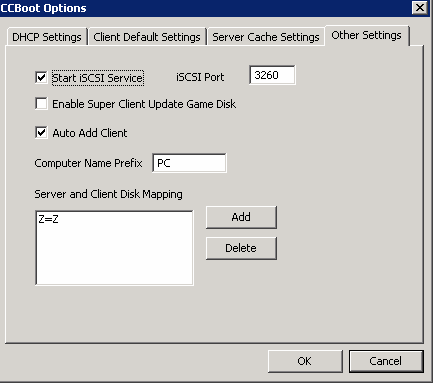 CCBoot Options
DHCP Settings Client Default Settings Server Cache Settings Other Settings
Start iSCSI Service iSCSI Port 3260
Enable Super Client Update Game Disk
Auto Add Client
Computer Name Prefix PC
Server and Client Disk Mapping
Z=Z Add
Delete
OK Cancel